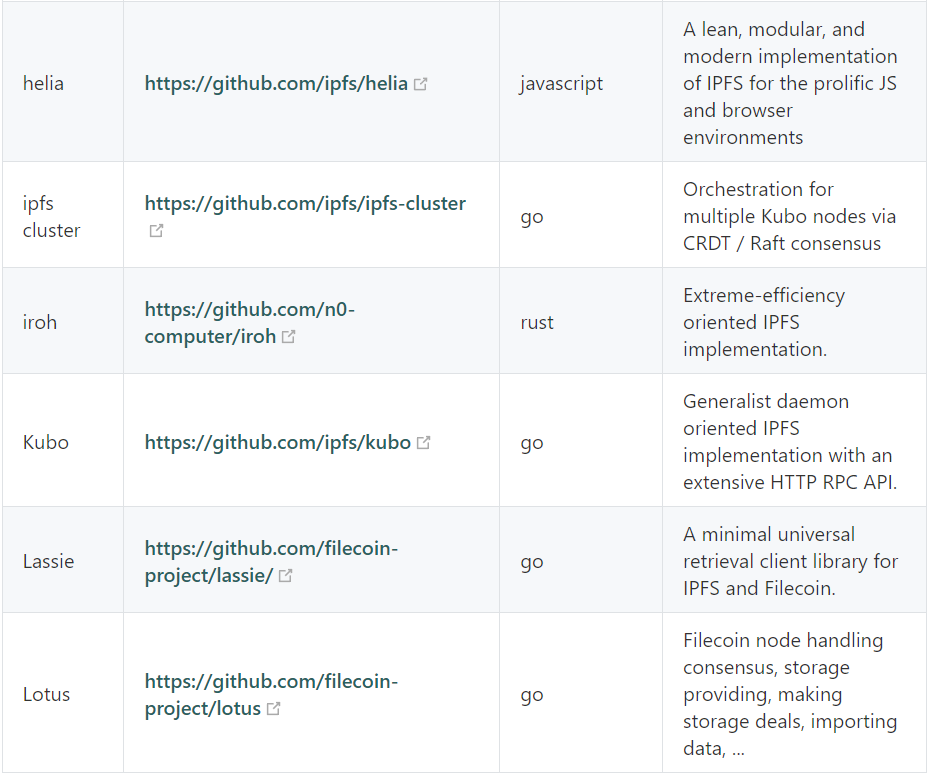 helia
https://github.com/ipfs/helia
javascript
A lean, modular, and
modern implementation
of IPFS for the prolific JS
and browser
environments
ipfs
cluster
https://github.com/ipfs/ipfs-cluster
go
Orchestration for
multiple Kubo nodes via
CRDT / Raft consensus
iroh
https://github.com/n0-
computer/iroh
rust
Extreme-efficiency
oriented IPFS
implementation.
Kubo
https://github.com/ipfs/kubo
go
Generalist daemon
oriented IPFS
implementation with an
extensive HTTP RPC API.
Lassie
https://github.com/filecoin-
project/lassie/
go
A minimal universal
retrieval client library for
IPFS and Filecoin.
Lotus
https://github.com/filecoin-
project/lotus
go
Filecoin node handling
consensus, storage
providing, making
storage deals, importing
data, ...